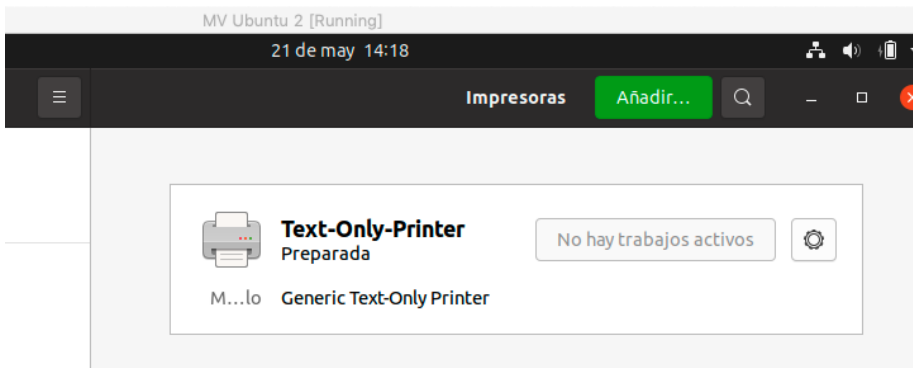 MV Ubuntu 2 [Running]
21 de may 14:18
Impresoras
Añadir...
Text-Only-Printer
Preparada
No hay trabajos activos
M...lo Generic Text-Only Printer